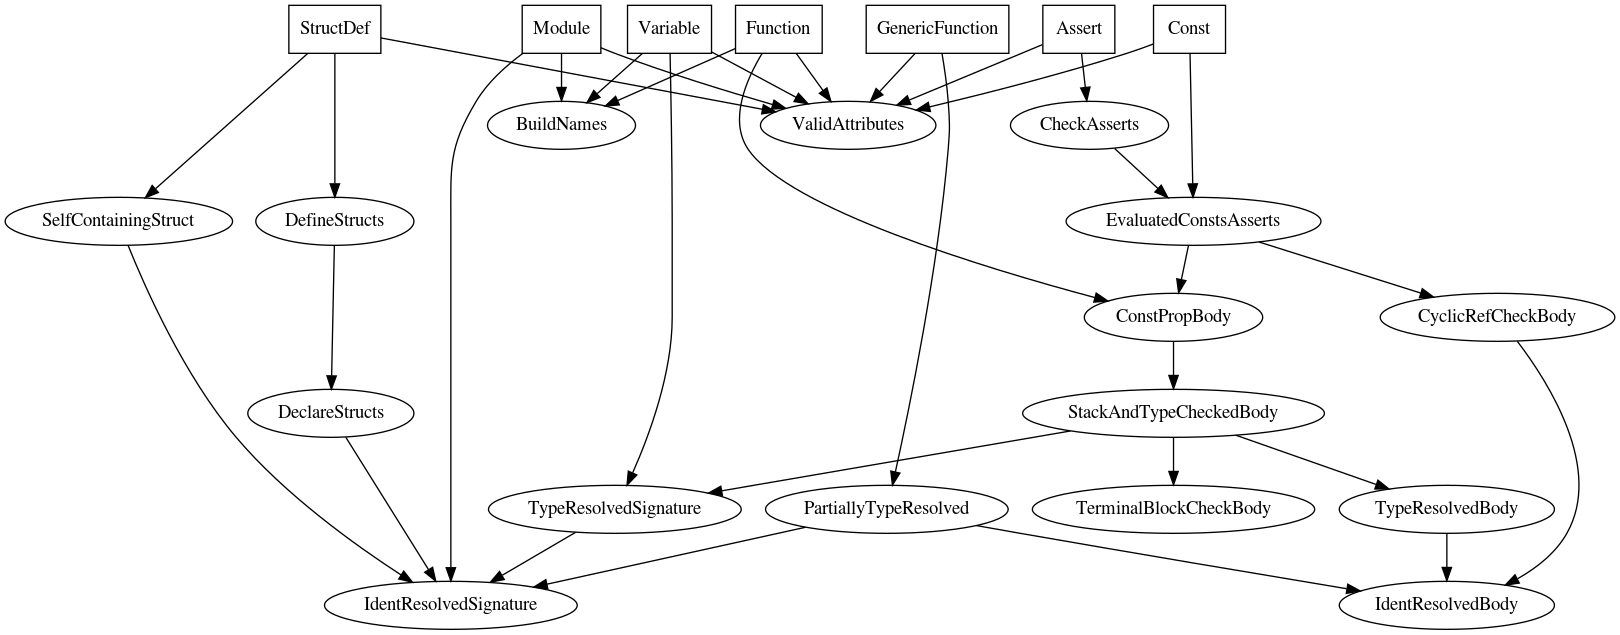 StructDef
Module
Variable
Function
GenericFunction
Assert
Const
BuildNames
ValidAttributes
CheckAsserts
SelfContainingStruct
DefineStructs
EvaluatedConstsAsserts
ConstPropBody
CyclicRefCheckBody
DeclareStructs
StackAndTypeCheckedBody
TypeResolvedSignature
PartiallyTypeResolved
TerminalBlockCheckBody
TypeResolvedBody
IdentResolvedSignature
IdentResolvedBody